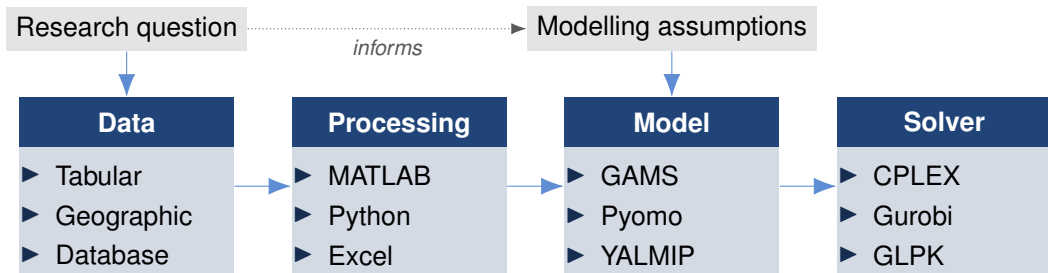 Research question
informs
Modelling assumptions
Data
Tabular
Geographic
Database
Processing
MATLAB
Python
Excel
Model
GAMS
Pyomo
YALMIP
Solver
CPLEX
Gurobi
GLPK